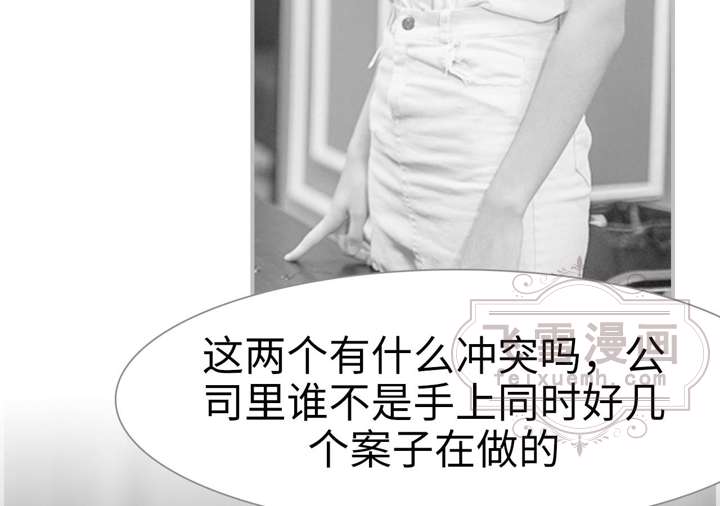 这两个有什么冲突吗，公
司里谁不是手上同时好几
个案子在做的
飞雪漫画
feixuemh.com